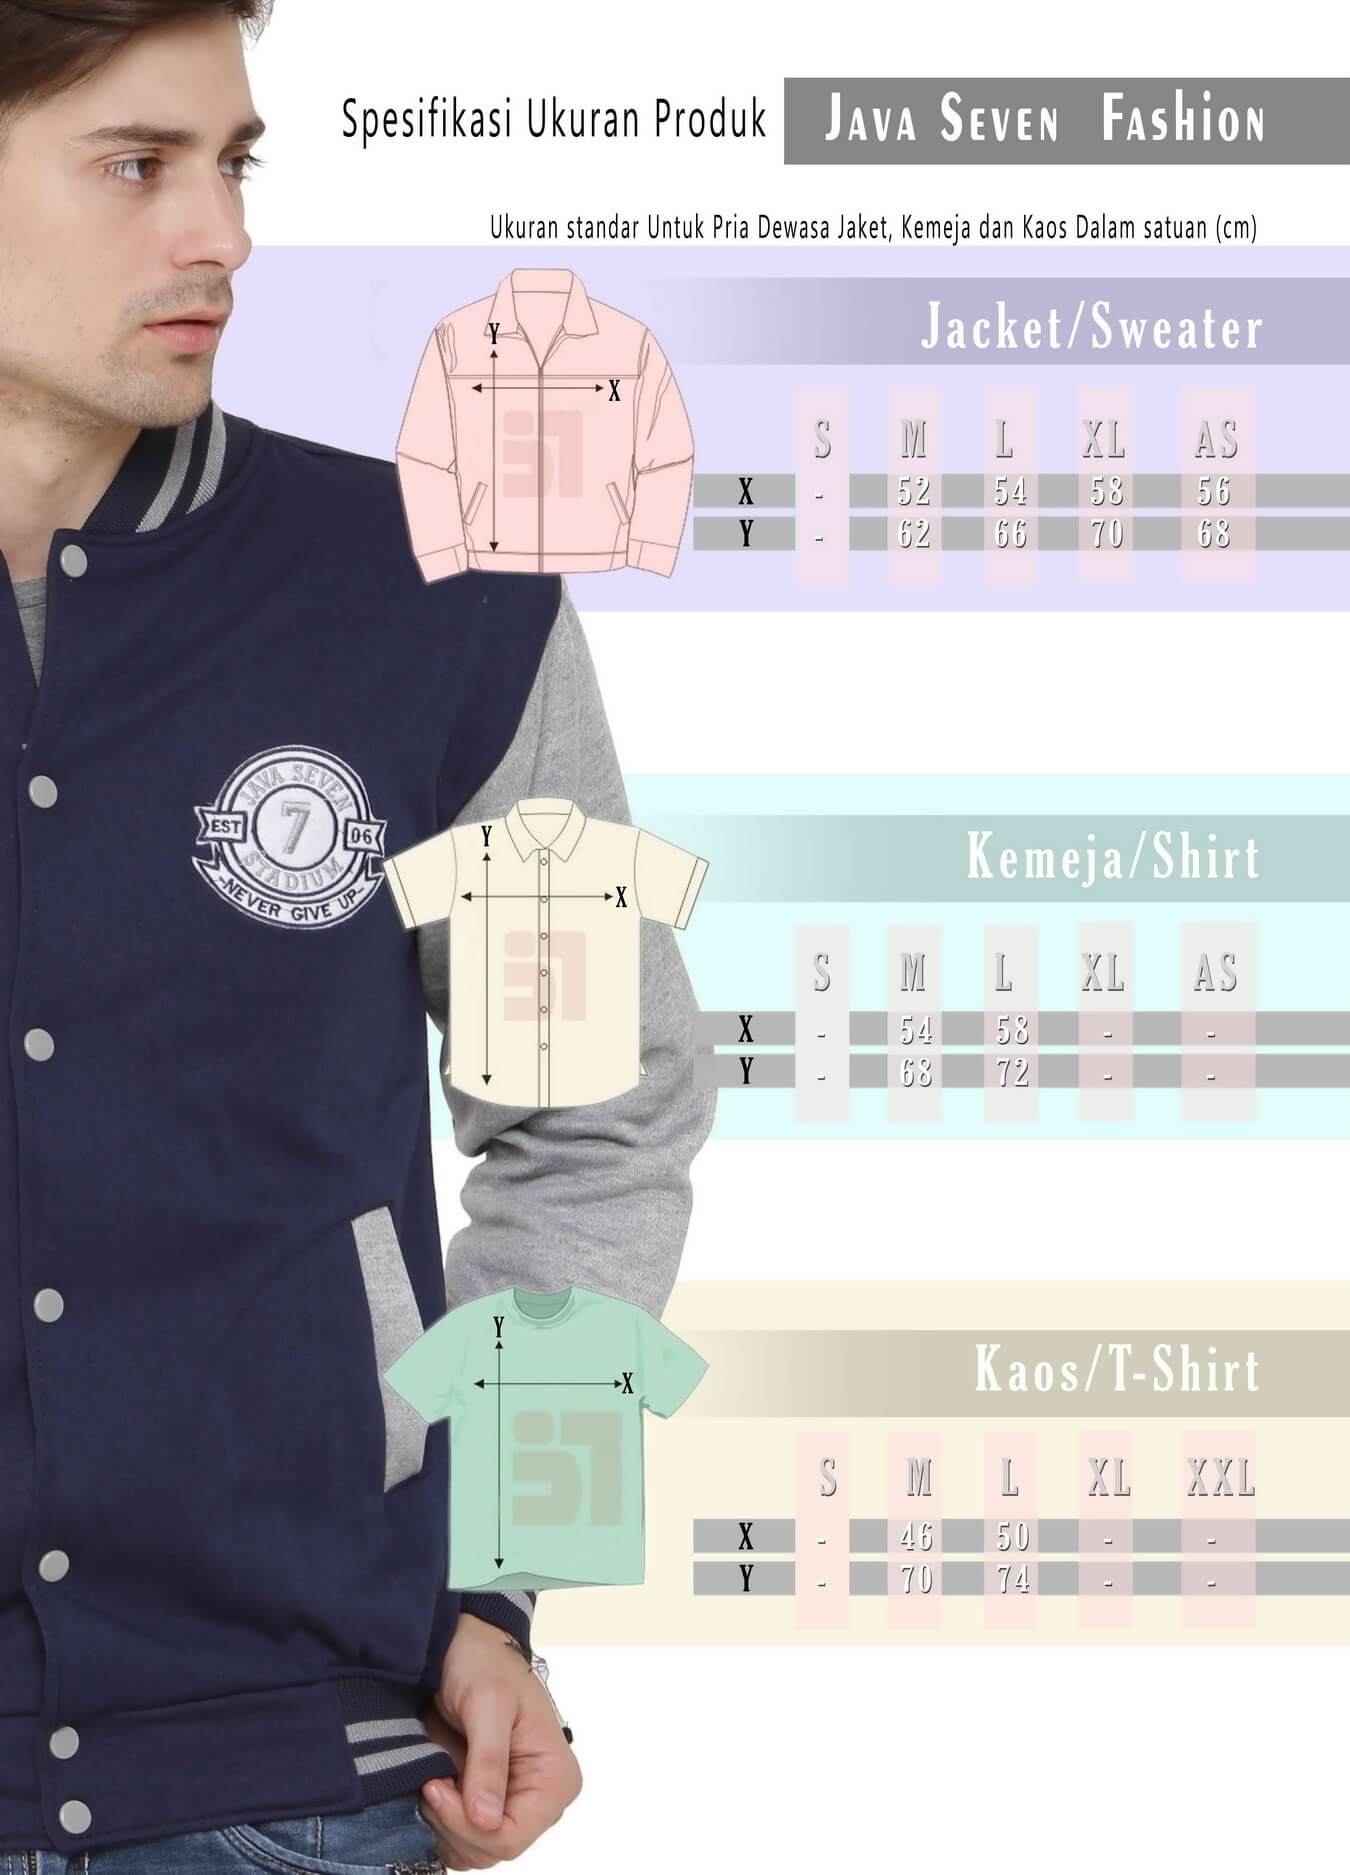 Spesifikasi Ukuran Produk JAVA SEVEN FASHION
Ukuran standar Untuk Pria Dewasa Jaket, Kemeja dan Kaos Dalam satuan (cm)
Jacket/Sweater
Y
X
S M L XL AS
X - 52 54 58 56
Y - 62 66 70 68
JAVA SEVEN
EST 7 06
STADIUM
-NEVER GIVE UP-
Kemeja/Shirt
Y
X
S M L XL AS
X - 54 58 - -
Y - 68 72 - -
Kaos/T-Shirt
Y
X
S M L XL XXL
X - 46 50 - -
Y - 70 74 - -